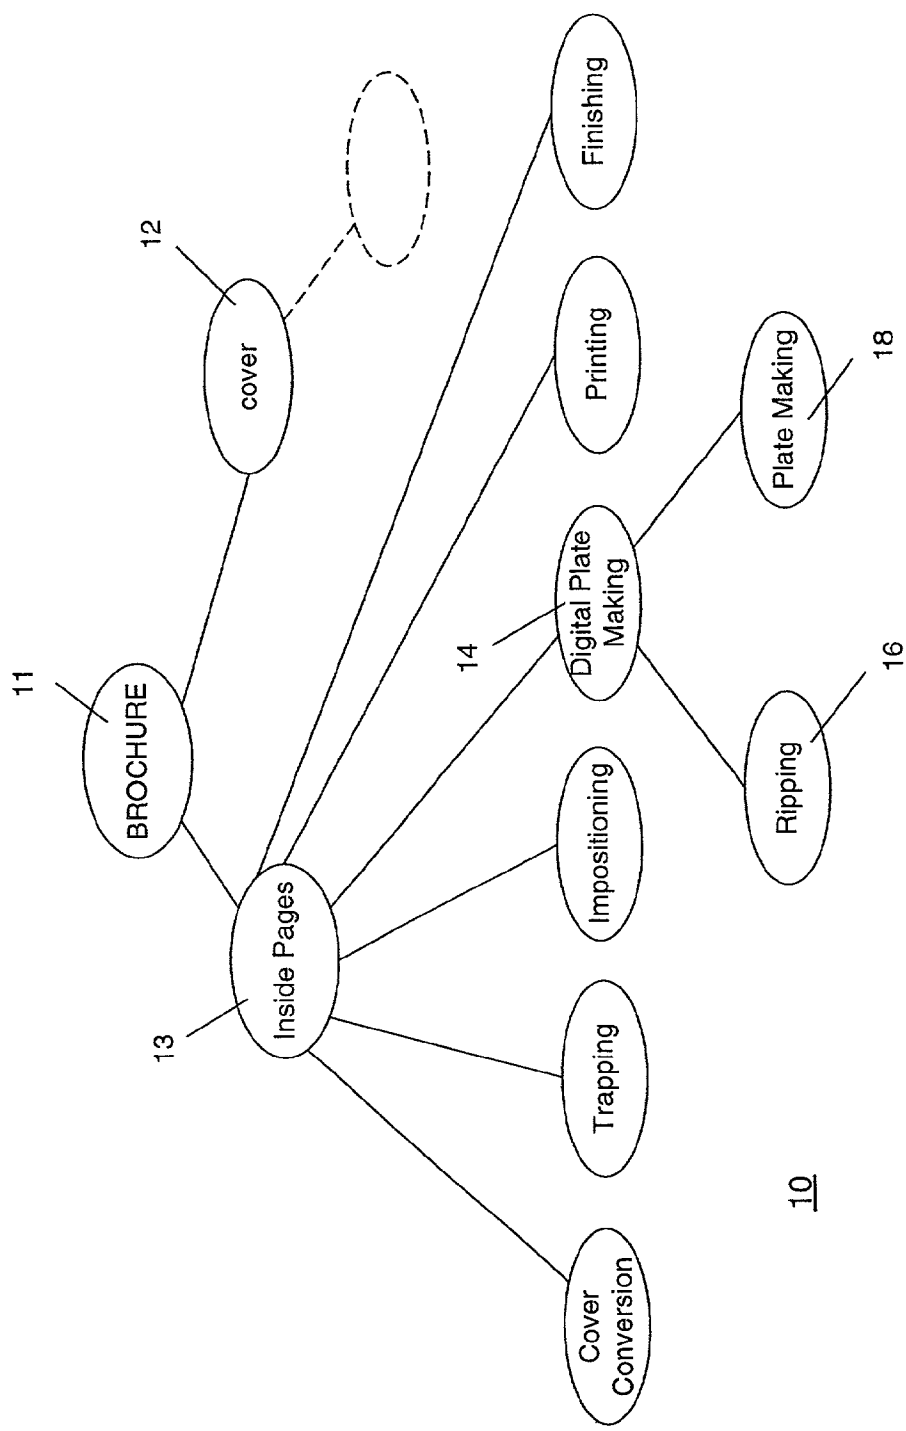 11
BROCHURE
12
cover
13
Inside Pages
Cover
Conversion
Trapping
Impositioning
14
Digital Plate
Making
Printing
Finishing
Ripping
16
Plate Making
18
10